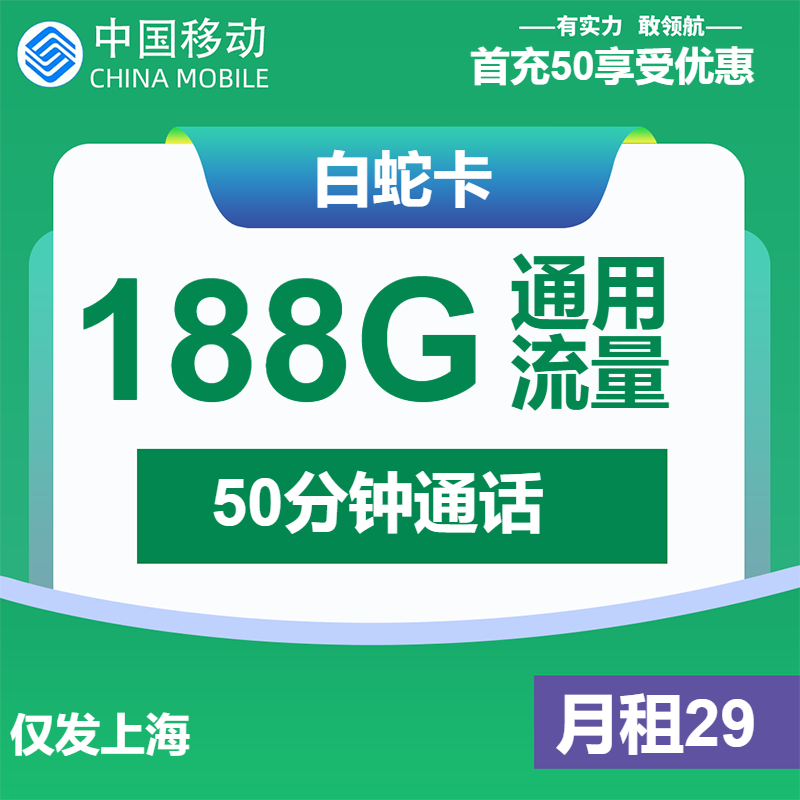 中国移动
CHINA MOBILE
有实力 敢领航
首充50享受优惠
白蛇卡
188G
通用
流量
50分钟通话
仅发上海
月租29